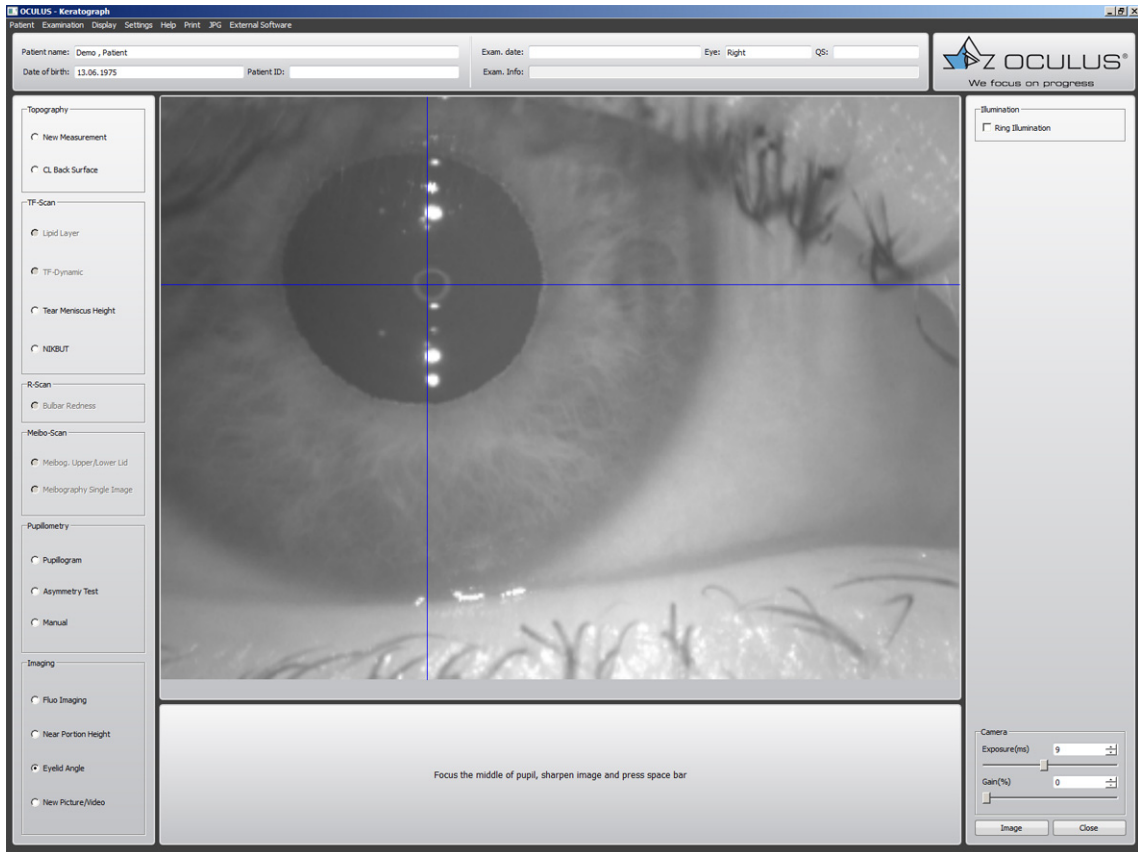 OCULUS - Keratograph
Patient Examination Display Settings Help Print JPG External Software
Patient name: Demo , Patient
Exam. date: Eye: Right QS:
Date of birth: 13.06.1975 Patient ID:
Exam. Info:
OCULUS®
We focus on progress
Topography
New Measurement
CL Back Surface
TF-Scan
Lipid Layer
TF-Dynamic
Tear Meniscus Height
NIKBUT
R-Scan
Bulbar Redness
Meibo-Scan
Meibog. Upper/Lower Lid
Meibography Single Image
Pupilometry
Pupillogram
Asymmetry Test
Manual
Imaging
Fluo Imaging
Near Portion Height
Eyelid Angle
New Picture/Video
Focus the middle of pupil, sharpen image and press space bar
Illumination
Ring Illumination
Camera
Exposure(ms) 9
Gain(%) 0
Image Close